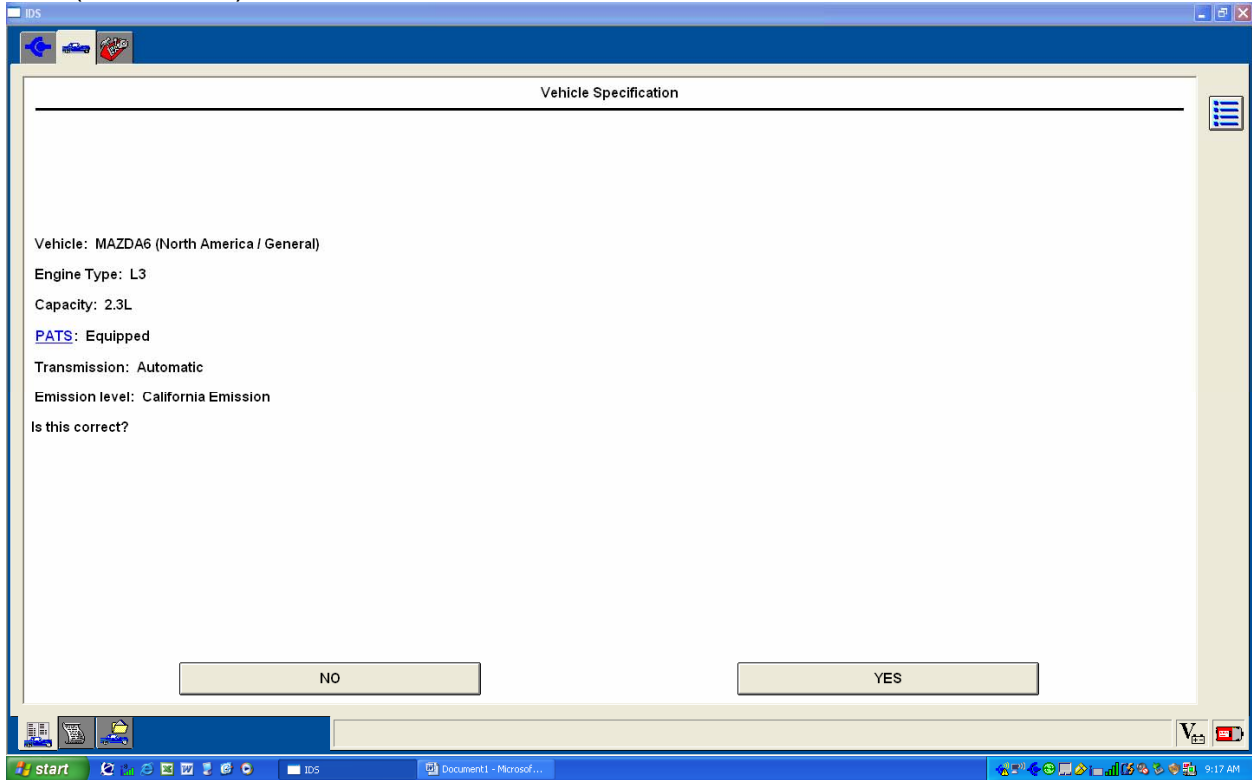 IDS
Vehicle Specification
Vehicle: MAZDA6 (North America / General)
Engine Type: L3
Capacity: 2.3L
PATS: Equipped
Transmission: Automatic
Emission level: California Emission
Is this correct?
NO
YES
start
IDS
Document1 - Microsof...
9:17 AM